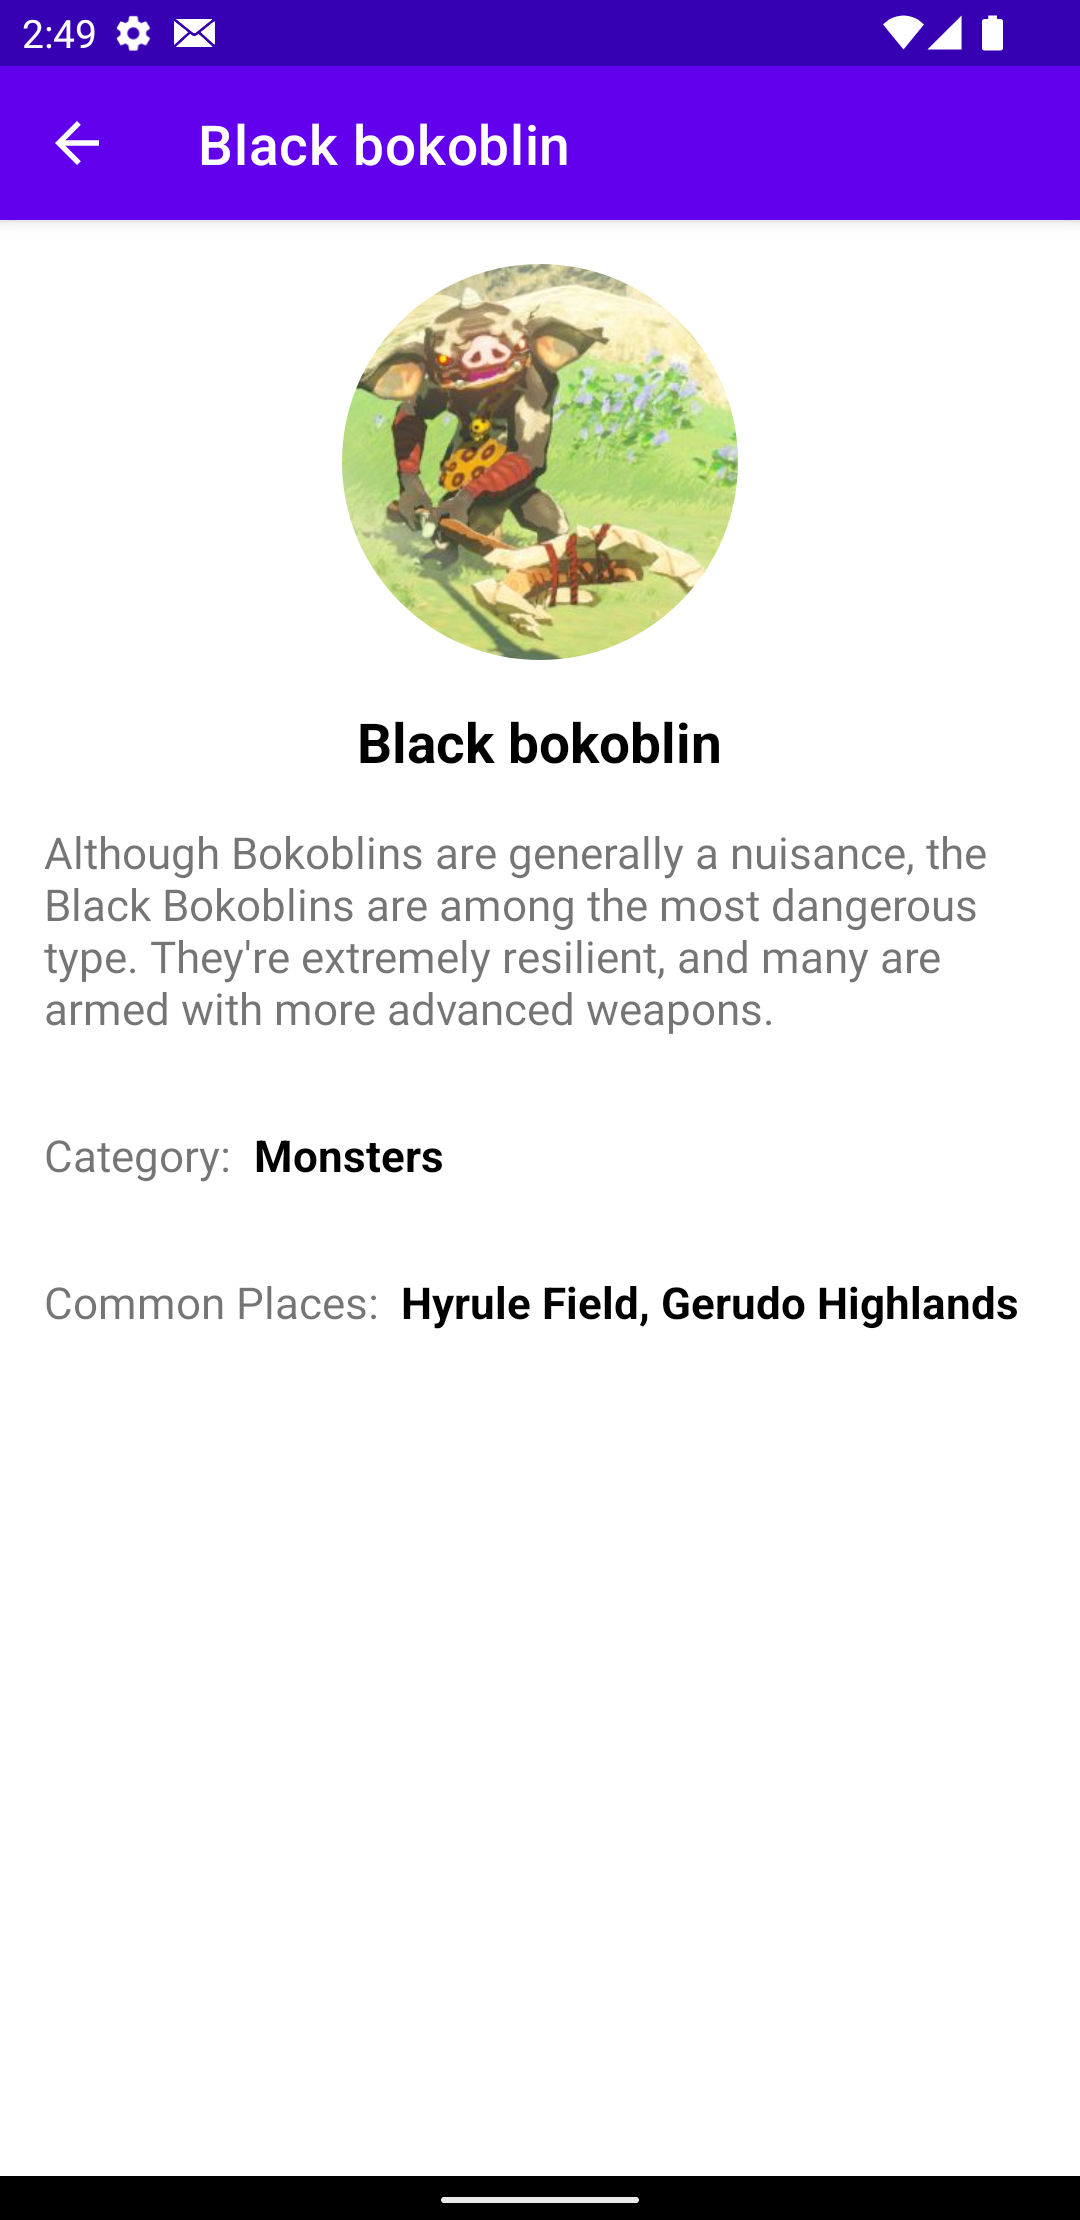 2:49
Black bokoblin
Black bokoblin
Although Bokoblins are generally a nuisance, the
Black Bokoblins are among the most dangerous
type. They're extremely resilient, and many are
armed with more advanced weapons.
Category: Monsters
Common Places: Hyrule Field, Gerudo Highlands